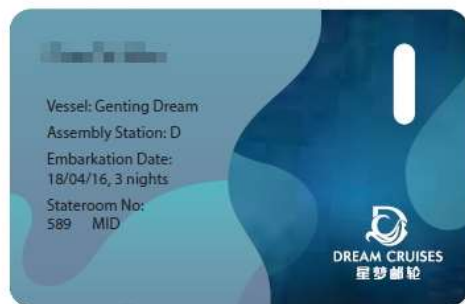 Vessel: Genting Dream
Assembly Station: D
Embarkation Date:
18/04/16, 3 nights
Stateroom No:
589 MID
DREAM CRUISES
星梦邮轮